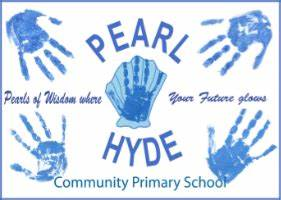 PEARL
Pearls of Wisdom where Your Future glows
HYDE
Community Primary School